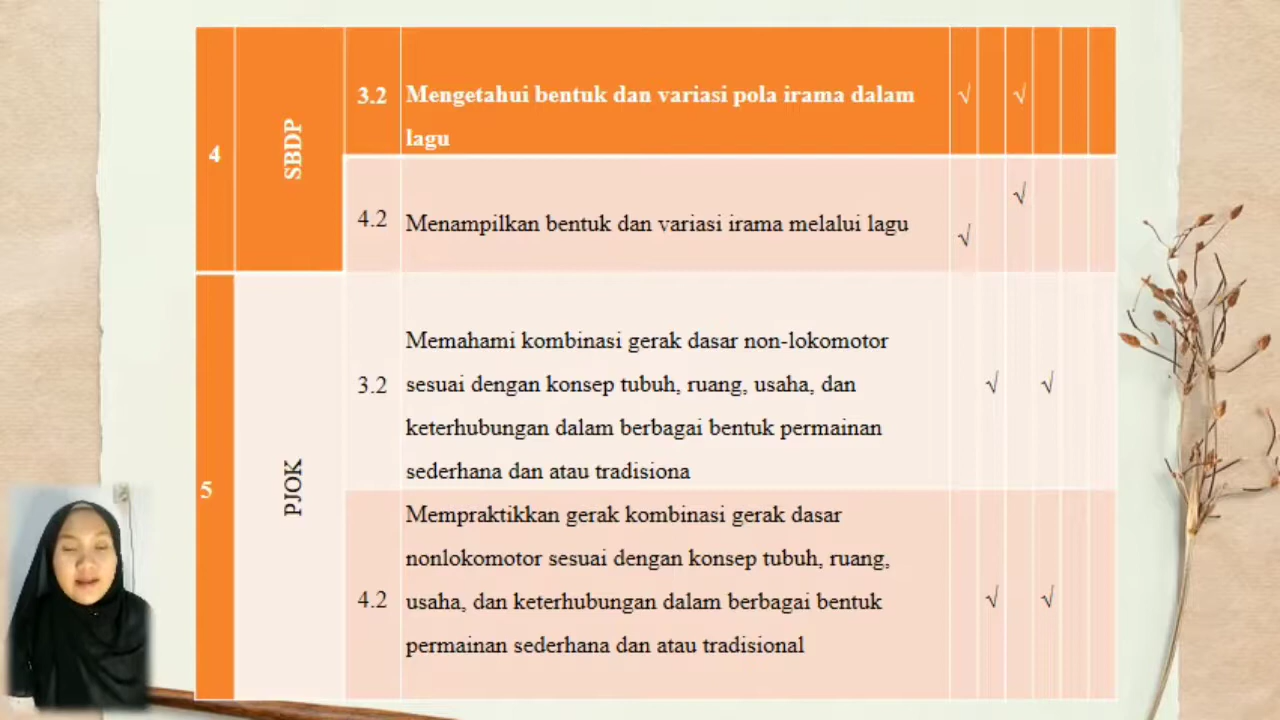 4
SBDP
3.2
Mengetahui bentuk dan variasi pola irama dalam
lagu
√ √
4.2
Menampilkan bentuk dan variasi irama melalui lagu
√
√
5
PJOK
3.2
Memahami kombinasi gerak dasar non-lokomotor
sesuai dengan konsep tubuh, ruang, usaha, dan
keterhubungan dalam berbagai bentuk permainan
sederhana dan atau tradisiona
√ √
4.2
Mempraktikkan gerak kombinasi gerak dasar
nonlokomotor sesuai dengan konsep tubuh, ruang,
usaha, dan keterhubungan dalam berbagai bentuk
permainan sederhana dan atau tradisional
√ √